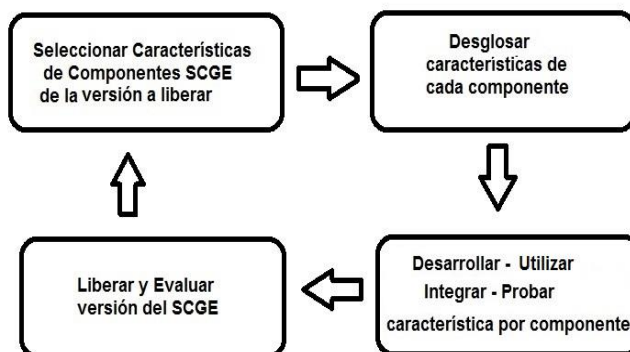 Seleccionar Características
de Componentes SCGE
de la versión a liberar
Desglosar
caracteristicas de
cada componente
Desarrollar - Utilizar
Integrar - Probar
característica por componente
Liberar y Evaluar
versión del SCGE